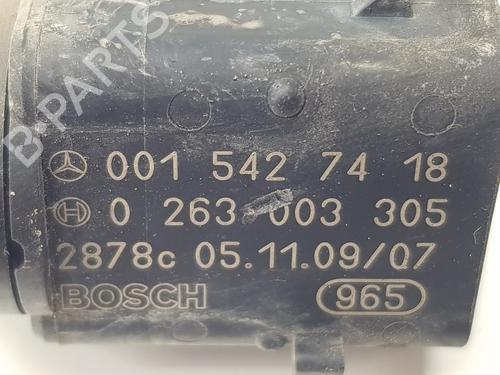 B-PARTS
001 542 74 18
0 263 003 305
2878c 05.11.09/07
BOSCH 965